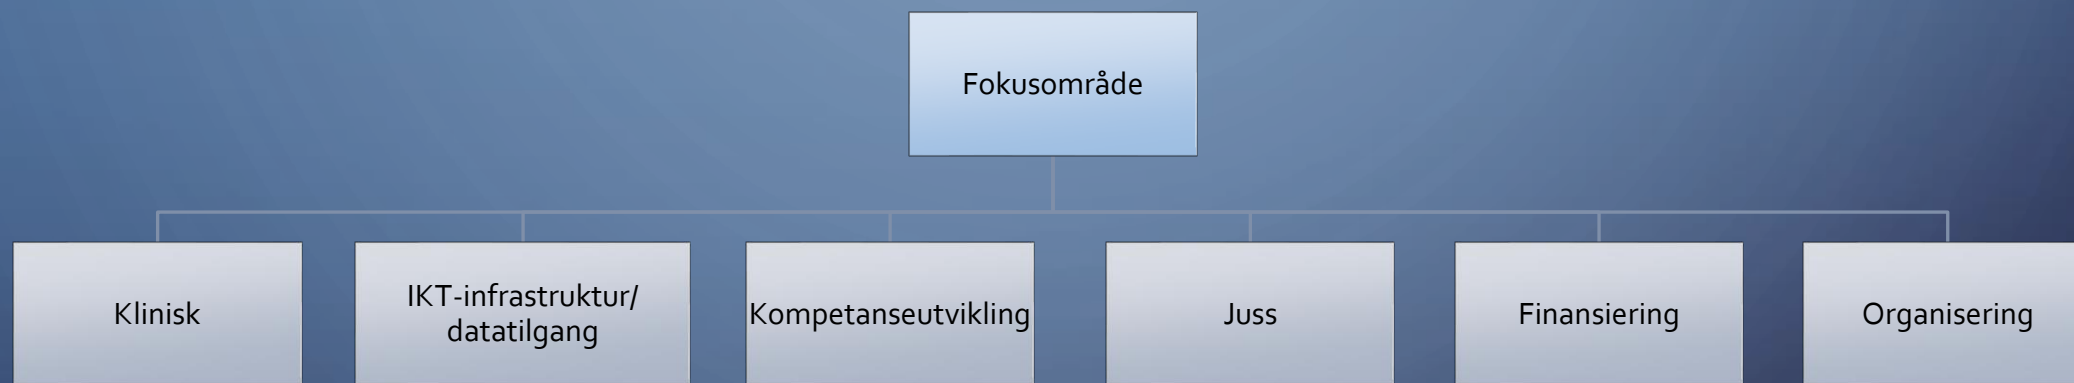 Fokusområde
Klinisk
IKT-infrastruktur/
datatilgang
Kompetanseutvikling
Juss
Finansiering
Organisering